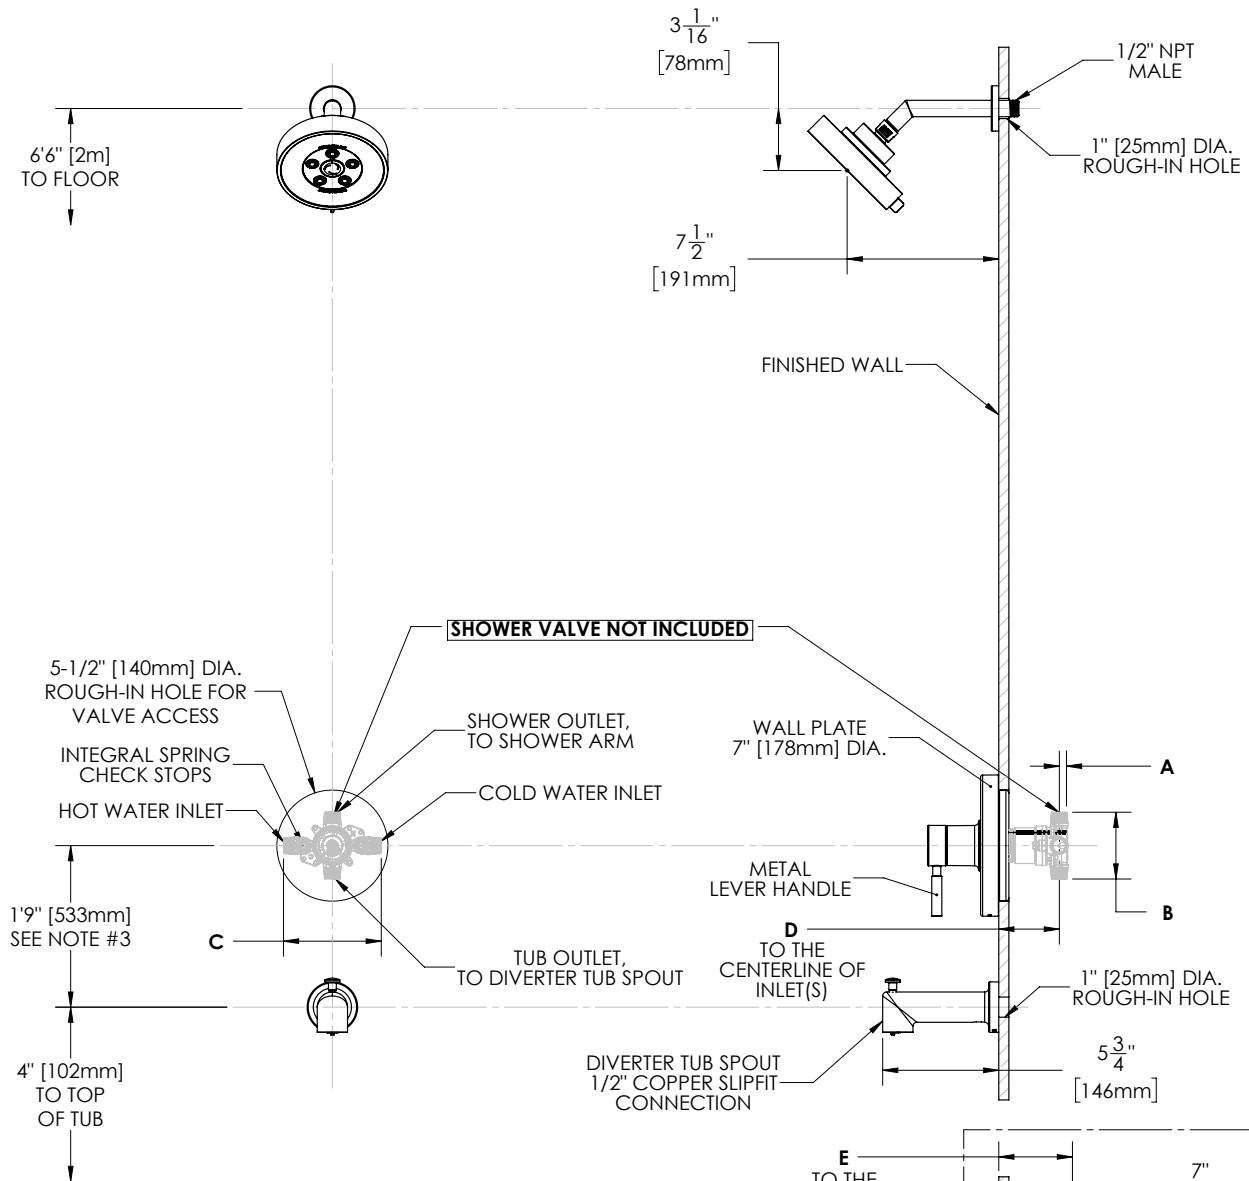 3 1/16"
[78mm]
1/2" NPT
MALE
6'6" [2m]
TO FLOOR
1" [25mm] DIA.
ROUGH-IN HOLE
7 1/2"
[191mm]
FINISHED WALL
SHOWER VALVE NOT INCLUDED
5-1/2" [140mm] DIA.
ROUGH-IN HOLE FOR
VALVE ACCESS
SHOWER OUTLET,
TO SHOWER ARM
WALL PLATE
7" [178mm] DIA.
INTEGRAL SPRING
CHECK STOPS
A
HOT WATER INLET
COLD WATER INLET
METAL
LEVER HANDLE
1'9" [533mm]
SEE NOTE #3
B
C
D
TO THE
CENTERLINE OF
INLET(S)
TUB OUTLET,
TO DIVERTER TUB SPOUT
1" [25mm] DIA.
ROUGH-IN HOLE
4" [102mm]
TO TOP
OF TUB
DIVERTER TUB SPOUT
1/2" COPPER SLIPFIT
CONNECTION
5 3/4"
[146mm]
E
TO THE
7"